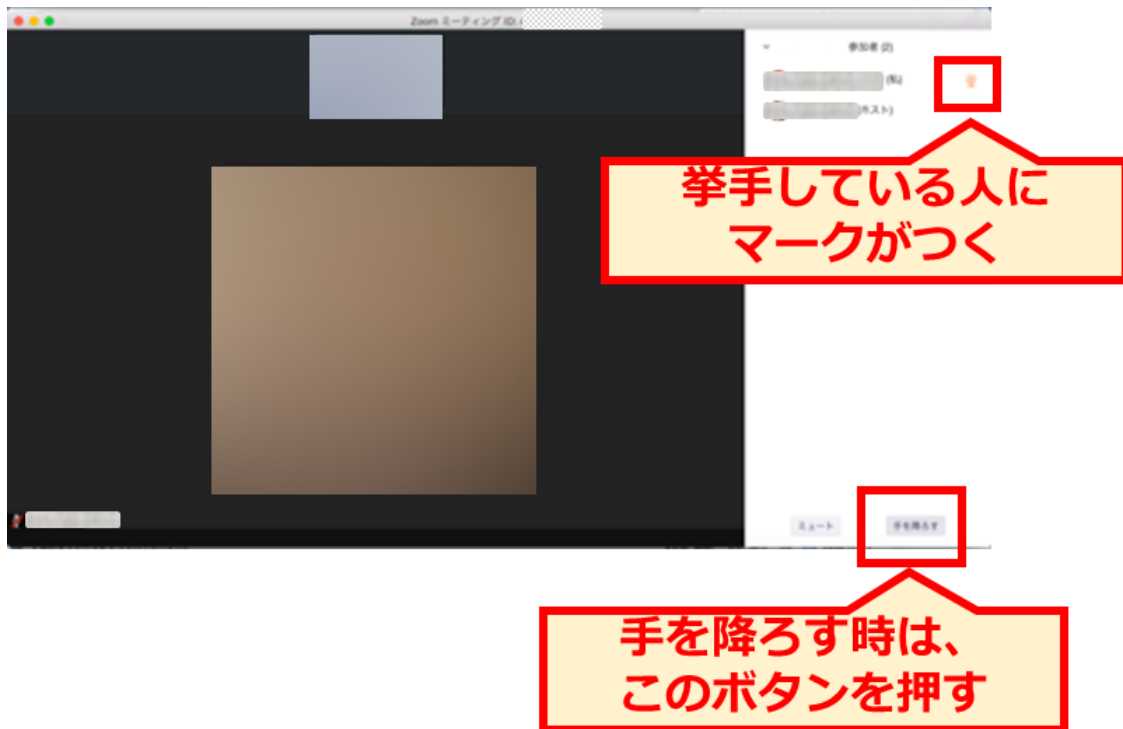 Zoom ミーティング ID:
参加者 (2)
(私)
(ホスト)
挙手している人に
マークがつく
ミュート
手を降ろす
手を降ろす時は、
このボタンを押す